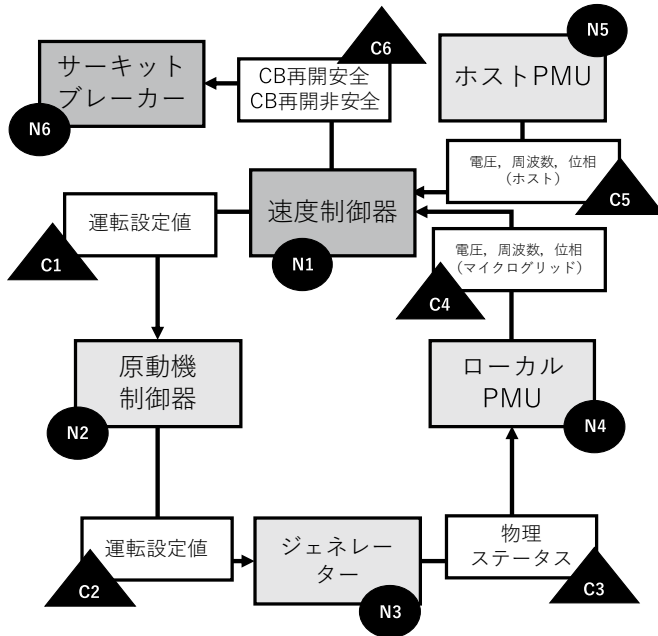 C6
N5
サーキット
ブレーカー
N6
CB再開安全
CB再開非安全
ホストPMU
電圧，周波数，位相
（ホスト）
C5
運転設定値
C1
速度制御器
N1
電圧，周波数，位相
（マイクログリッド）
C4
原動機
制御器
N2
ローカル
PMU
N4
運転設定値
C2
ジェネレー
ター
N3
物理
ステータス
C3